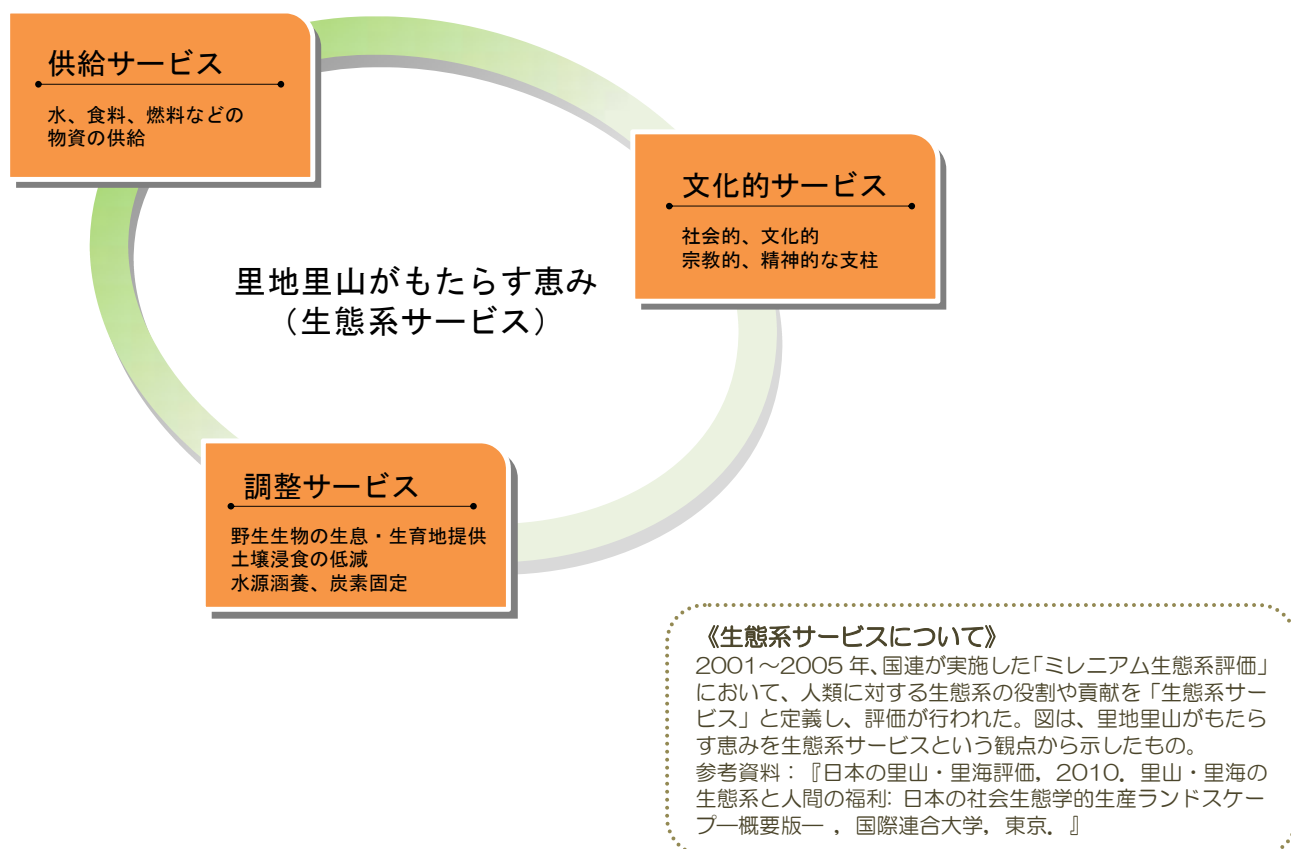 供給サービス
水、食料、燃料などの
物資の供給
文化的サービス
社会的、文化的
宗教的、精神的な支柱
里地里山がもたらす恵み
（生態系サービス）
調整サービス
野生生物の生息・生育地提供
土壌浸食の低減
水源涵養、炭素固定
《生態系サービスについて》
2001～2005 年、国連が実施した「ミレニアム生態系評価」
において、人類に対する生態系の役割や貢献を「生態系サー
ビス」と定義し、評価が行われた。図は、里地里山がもたら
す恵みを生態系サービスという観点から示したもの。
参考資料：『日本の里山・里海評価，2010．里山・里海の
生態系と人間の福利: 日本の社会生態学的生産ランドスケー
プ―概要版― ，国際連合大学，東京．』